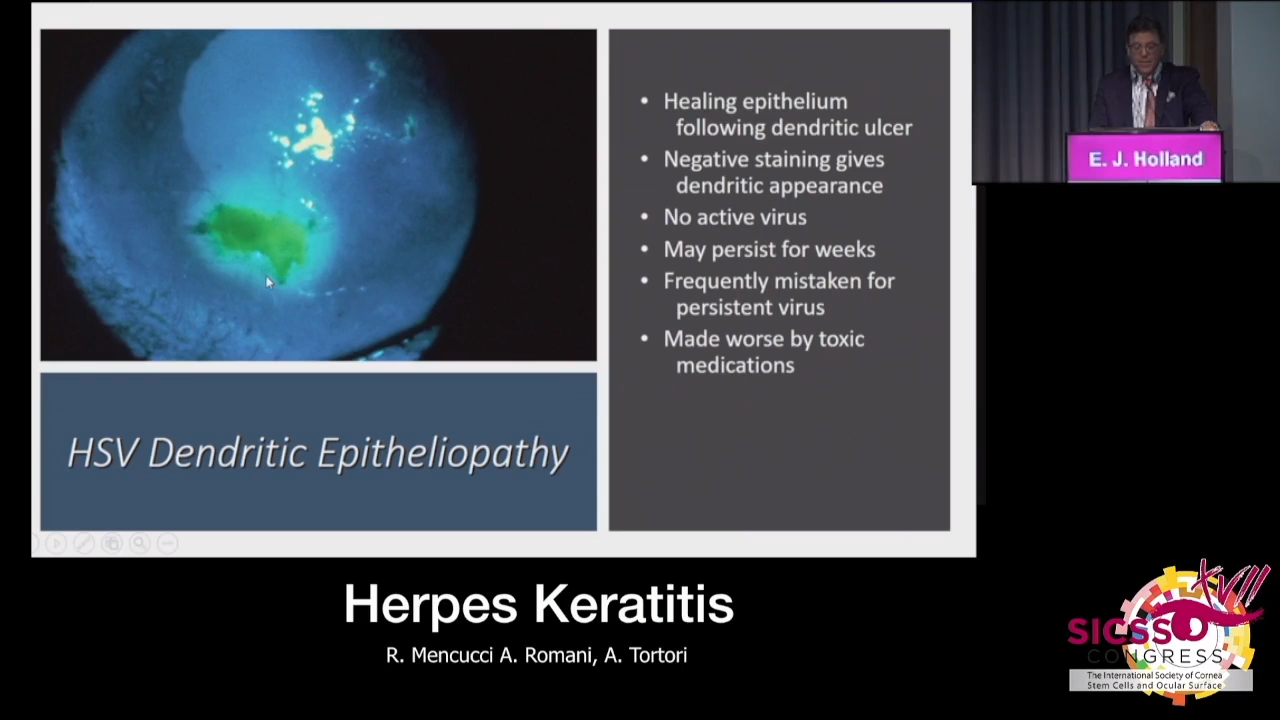 • Healing epithelium
following dendritic ulcer
• Negative staining gives
dendritic appearance
• No active virus
• May persist for weeks
• Frequently mistaken for
persistent virus
• Made worse by toxic
medications
HSV Dendritic Epitheliopathy
E. J. Holland
Herpes Keratitis
R. Mencucci A. Romani, A. Tortori
XVII
SICSSO
CONGRESS
The International Society of Cornea
Stem Cells and Ocular Surface